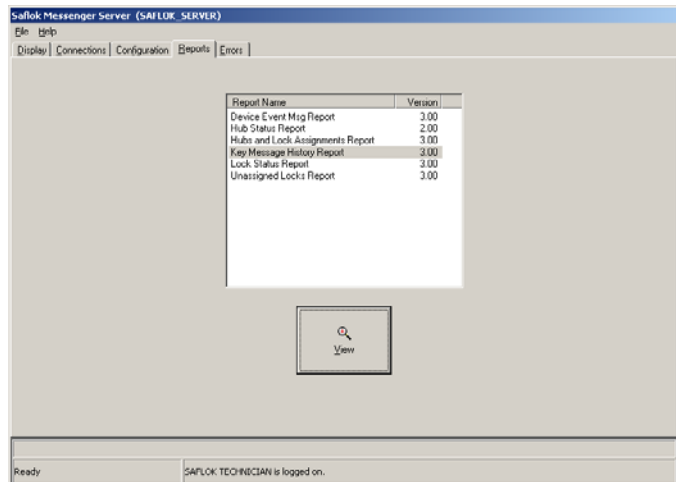 Saflok Messenger Server (SAFLOK_SERVER)
File Help
Display Connections Configuration Reports Errors
Report Name Version
Device Event Msg Report 3.00
Hub Status Report 2.00
Hubs and Lock Assignments Report 3.00
Key Message History Report 3.00
Lock Status Report 3.00
Unassigned Locks Report 3.00
View
Ready SAFLOK TECHNICIAN is logged on.